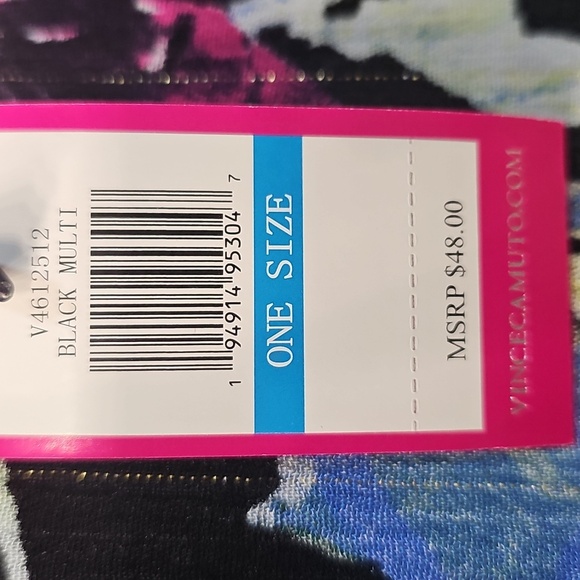 V4612512
BLACK MULTI
1 94914 95304 7
ONE SIZE
MSRP $48.00
VINCECAMUTO.COM